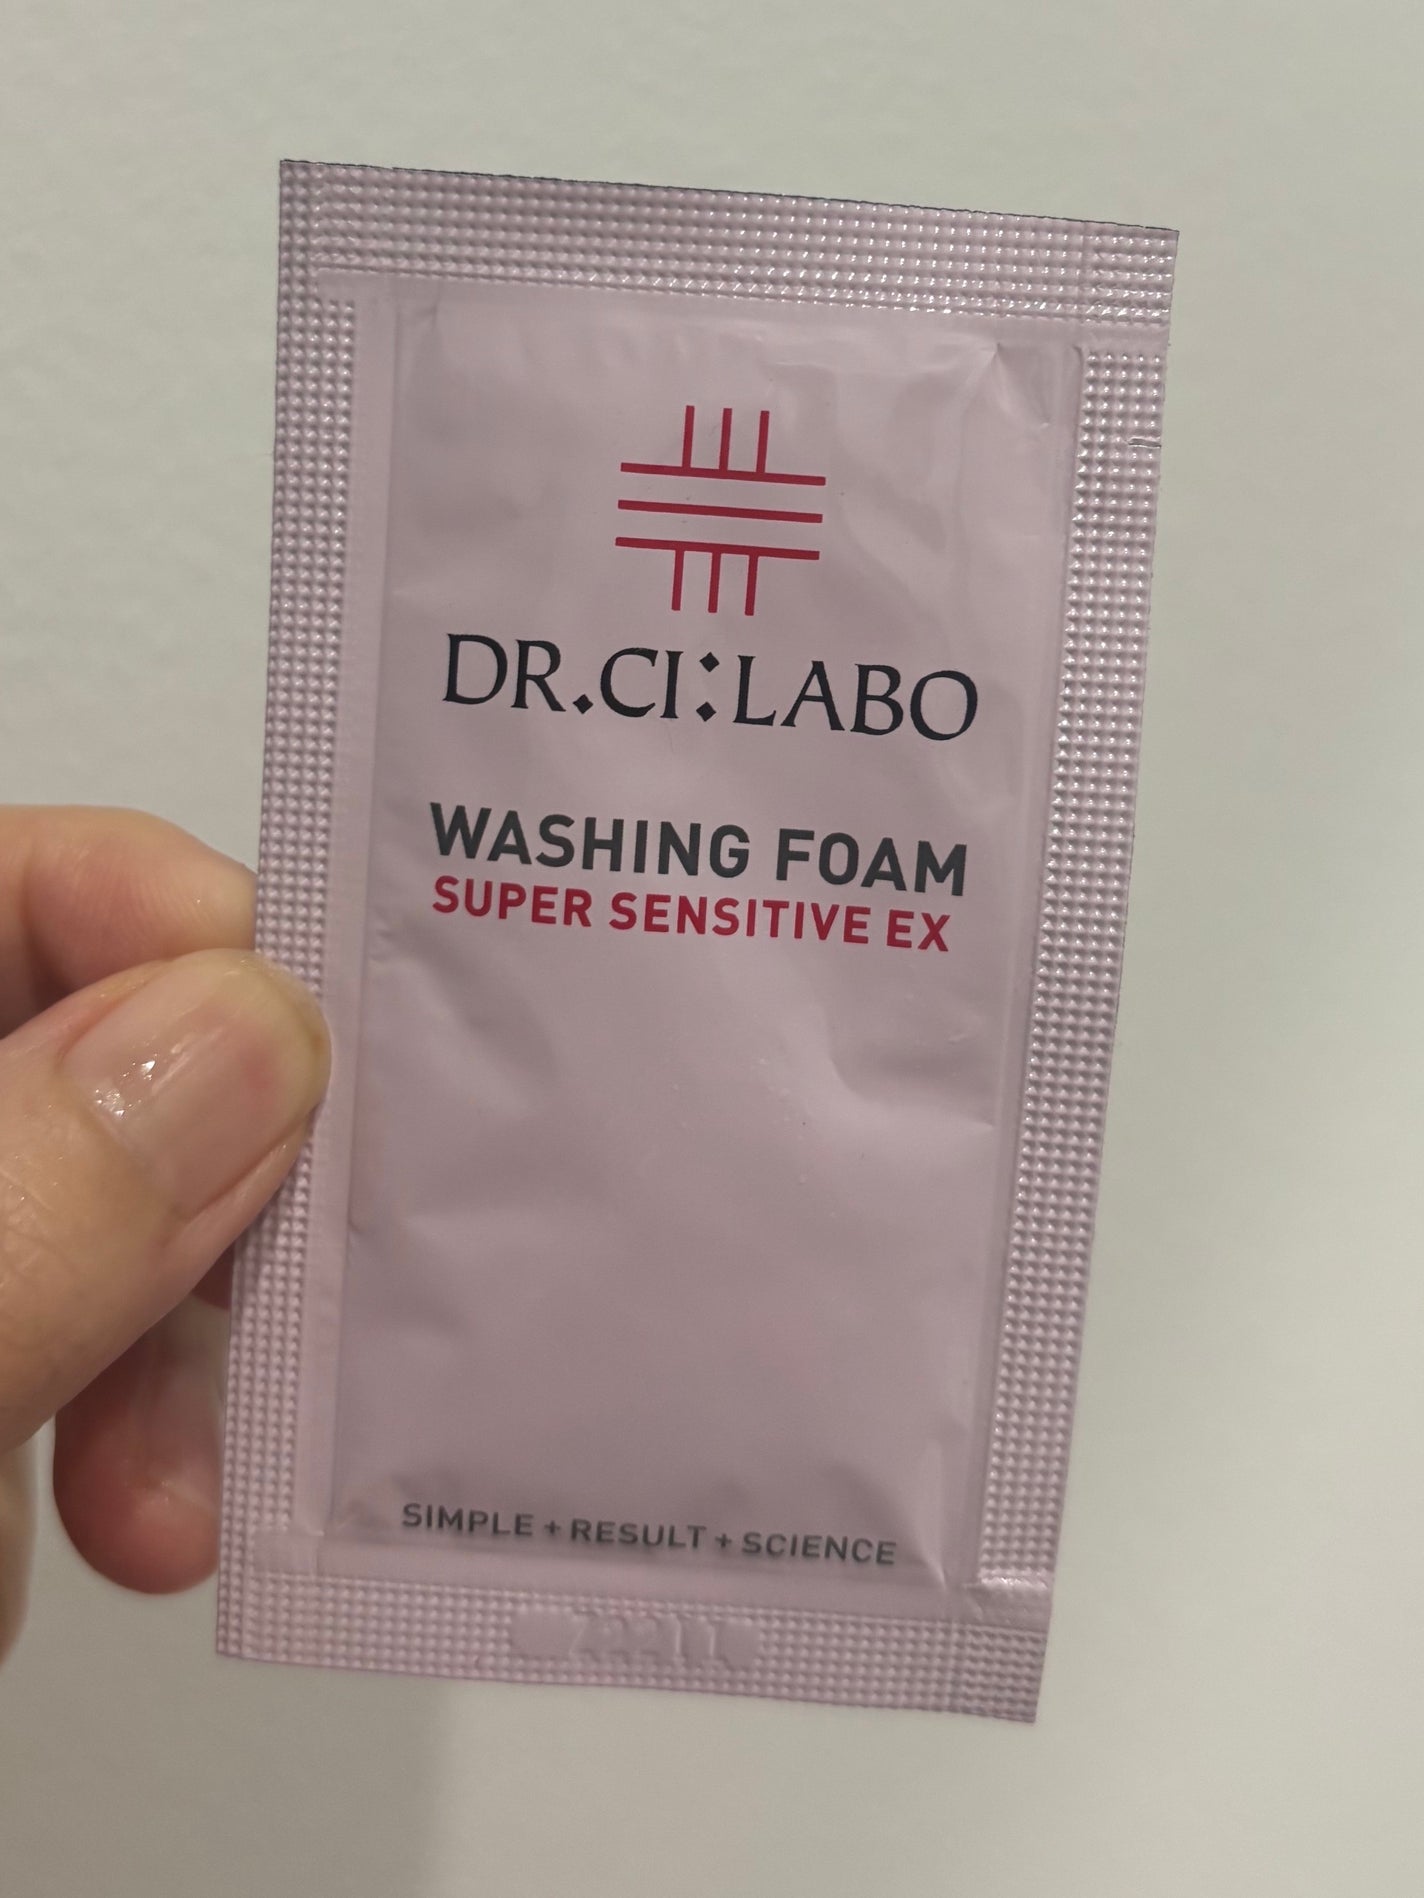 DR.CI:LABO
WASHING FOAM
SUPER SENSITIVE EX
SIMPLE + RESULT + SCIENCE